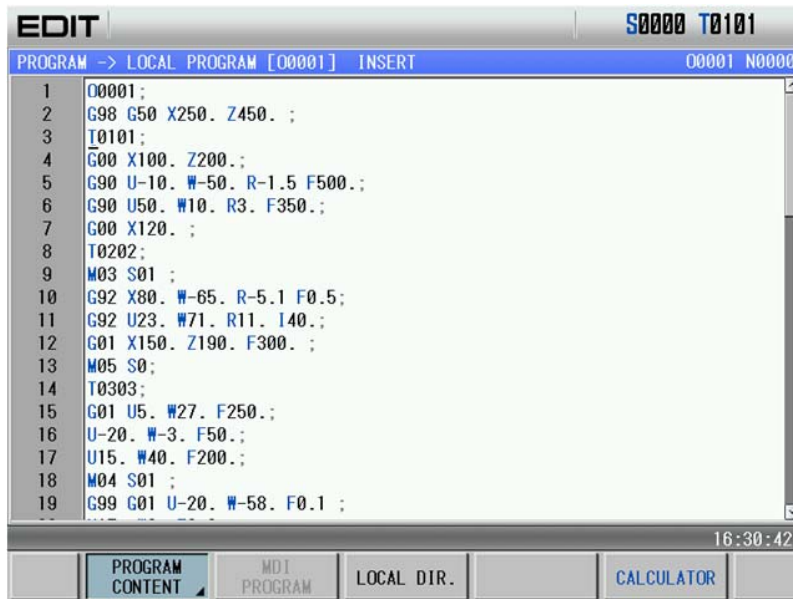 EDIT S0000 T0101
PROGRAM -> LOCAL PROGRAM [O0001] INSERT O0001 N0000
1 O0001;
2 G98 G50 X250. Z450. ;
3 T0101;
4 G00 X100. Z200.;
5 G90 U-10. W-50. R-1.5 F500.;
6 G90 U50. W10. R3. F350.;
7 G00 X120. ;
8 T0202;
9 M03 S01 ;
10 G92 X80. W-65. R-5.1 F0.5;
11 G92 U23. W71. R11. I40.;
12 G01 X150. Z190. F300. ;
13 M05 S0;
14 T0303;
15 G01 U5. W27. F250.;
16 U-20. W-3. F50.;
17 U15. W40. F200.;
18 M04 S01 ;
19 G99 G01 U-20. W-58. F0.1 ;
16:30:42
PROGRAM CONTENT
MDI PROGRAM
LOCAL DIR.
CALCULATOR